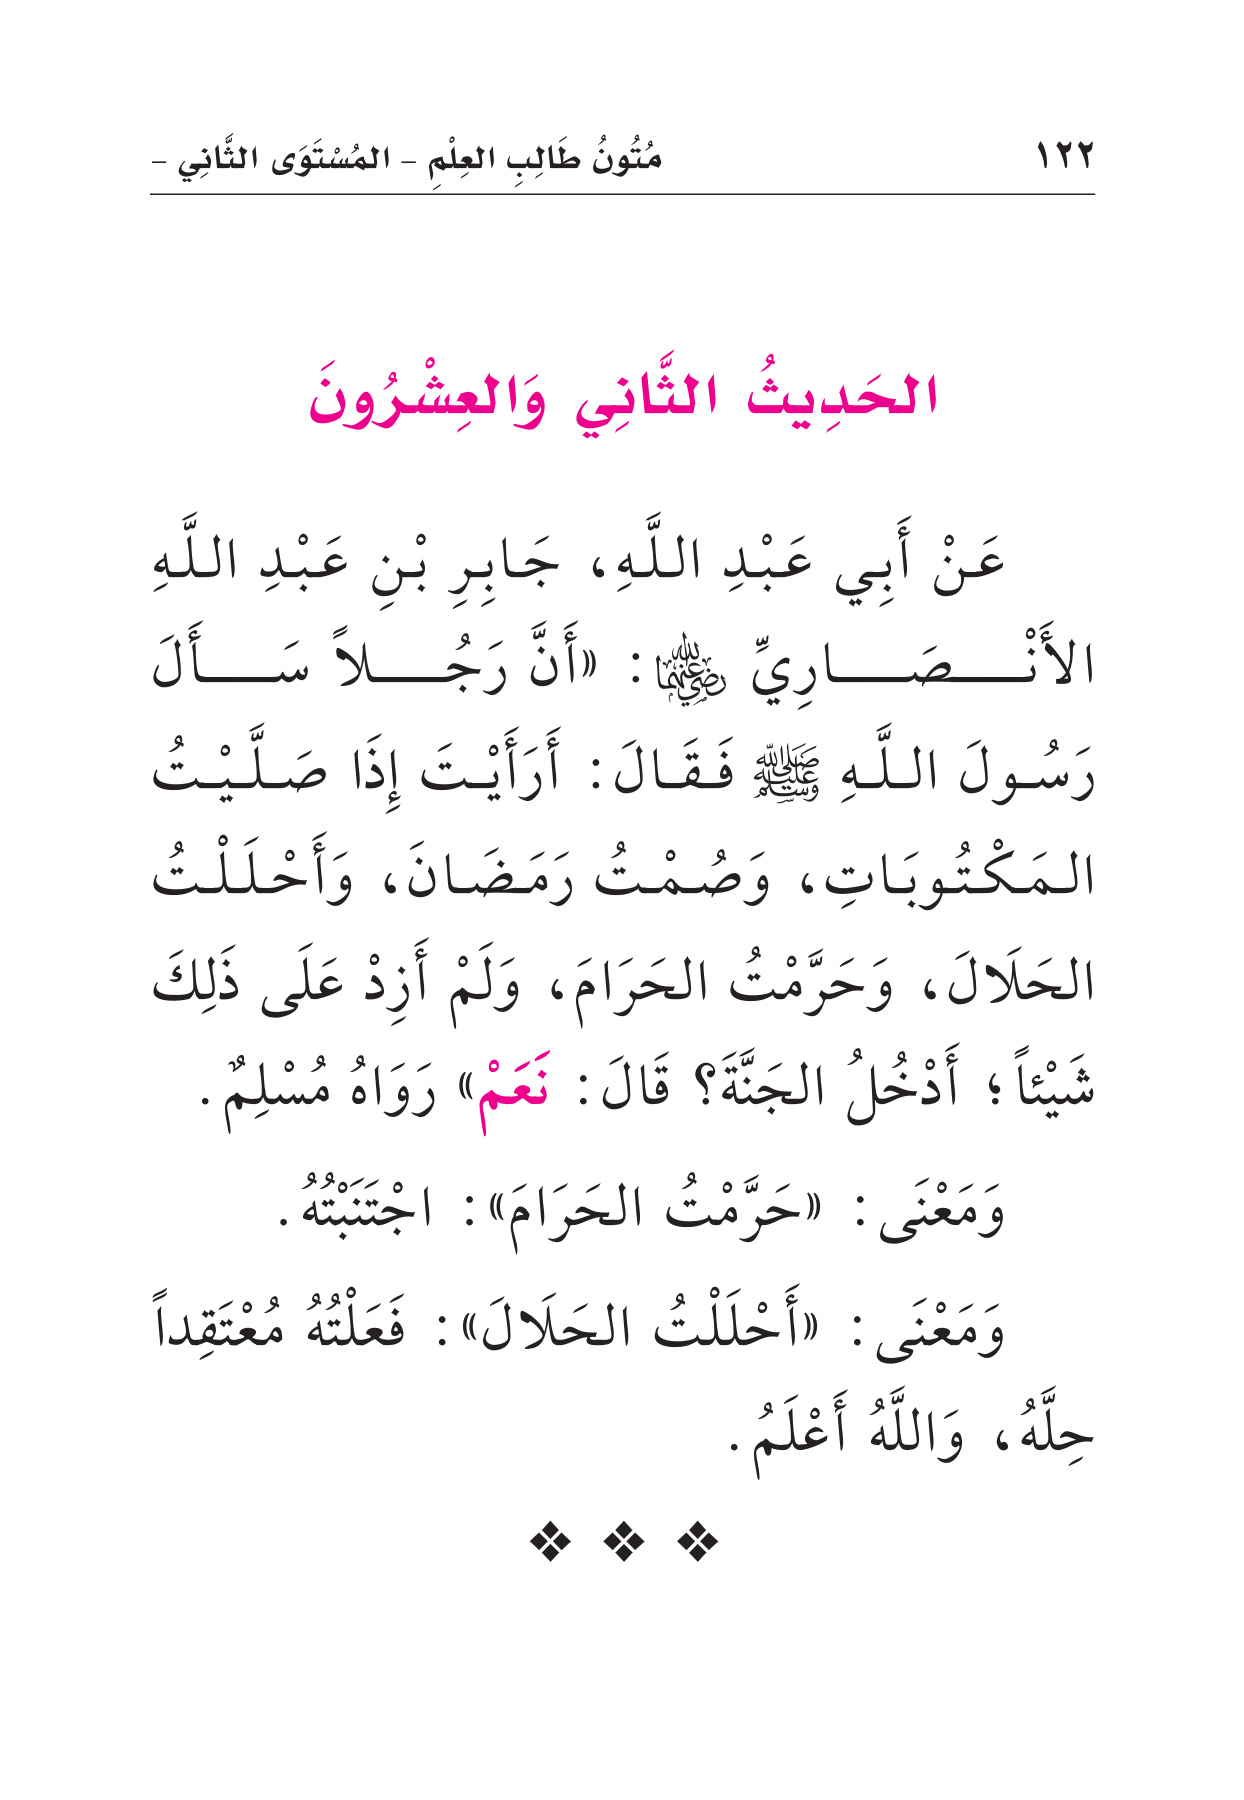 ١٢٢ مُتُونُ طَالِبِ العِلْمِ – المُسْتَوَى الثَّانِي –
الحَدِيثُ الثَّانِي وَالعِشْرُونَ
عَنْ أَبِي عَبْدِ اللَّهِ، جَابِرِ بْنِ عَبْدِ اللَّهِ
الأَنْصَارِيِّ رضي الله عنهما: «أَنَّ رَجُلاً سَأَلَ
رَسُولَ اللَّهِ ﷺ فَقَالَ: أَرَأَيْتَ إِذَا صَلَّيْتُ
المَكْتُوبَاتِ، وَصُمْتُ رَمَضَانَ، وَأَحْلَلْتُ
الحَلَالَ، وَحَرَّمْتُ الحَرَامَ، وَلَمْ أَزِدْ عَلَى ذَلِكَ
شَيْئاً؛ أَدْخُلُ الجَنَّةَ؟ قَالَ: نَعَمْ» رَوَاهُ مُسْلِمٌ.
وَمَعْنَى: «حَرَّمْتُ الحَرَامَ»: اجْتَنَبْتُهُ.
وَمَعْنَى: «أَحْلَلْتُ الحَلَالَ»: فَعَلْتُهُ مُعْتَقِداً
حِلَّهُ، وَاللَّهُ أَعْلَمُ.